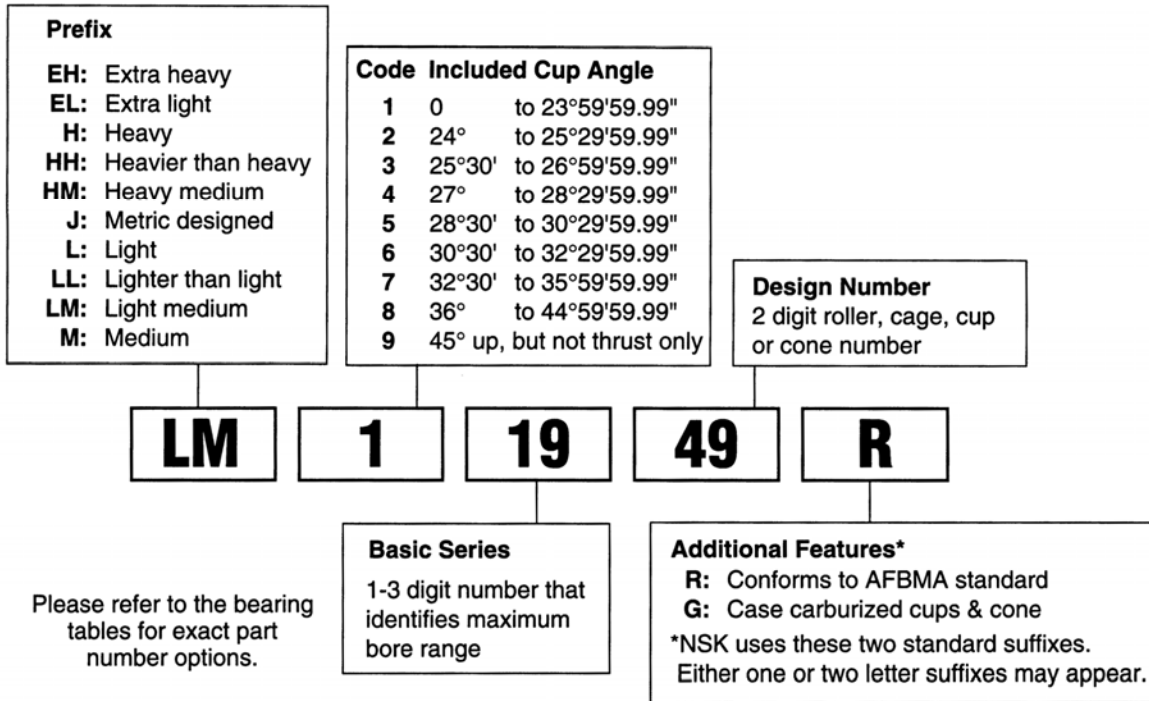 Prefix
EH: Extra heavy
EL: Extra light
H: Heavy
HH: Heavier than heavy
HM: Heavy medium
J: Metric designed
L: Light
LL: Lighter than light
LM: Light medium
M: Medium
Code Included Cup Angle
1 0 to 23°59'59.99"
2 24° to 25°29'59.99"
3 25°30' to 26°59'59.99"
4 27° to 28°29'59.99"
5 28°30' to 30°29'59.99"
6 30°30' to 32°29'59.99"
7 32°30' to 35°59'59.99"
8 36° to 44°59'59.99"
9 45° up, but not thrust only
Design Number
2 digit roller, cage, cup
or cone number
LM 1 19 49 R
Please refer to the bearing
tables for exact part
number options.
Basic Series
1-3 digit number that
identifies maximum
bore range
Additional Features*
R: Conforms to AFBMA standard
G: Case carburized cups & cone
*NSK uses these two standard suffixes.
Either one or two letter suffixes may appear.